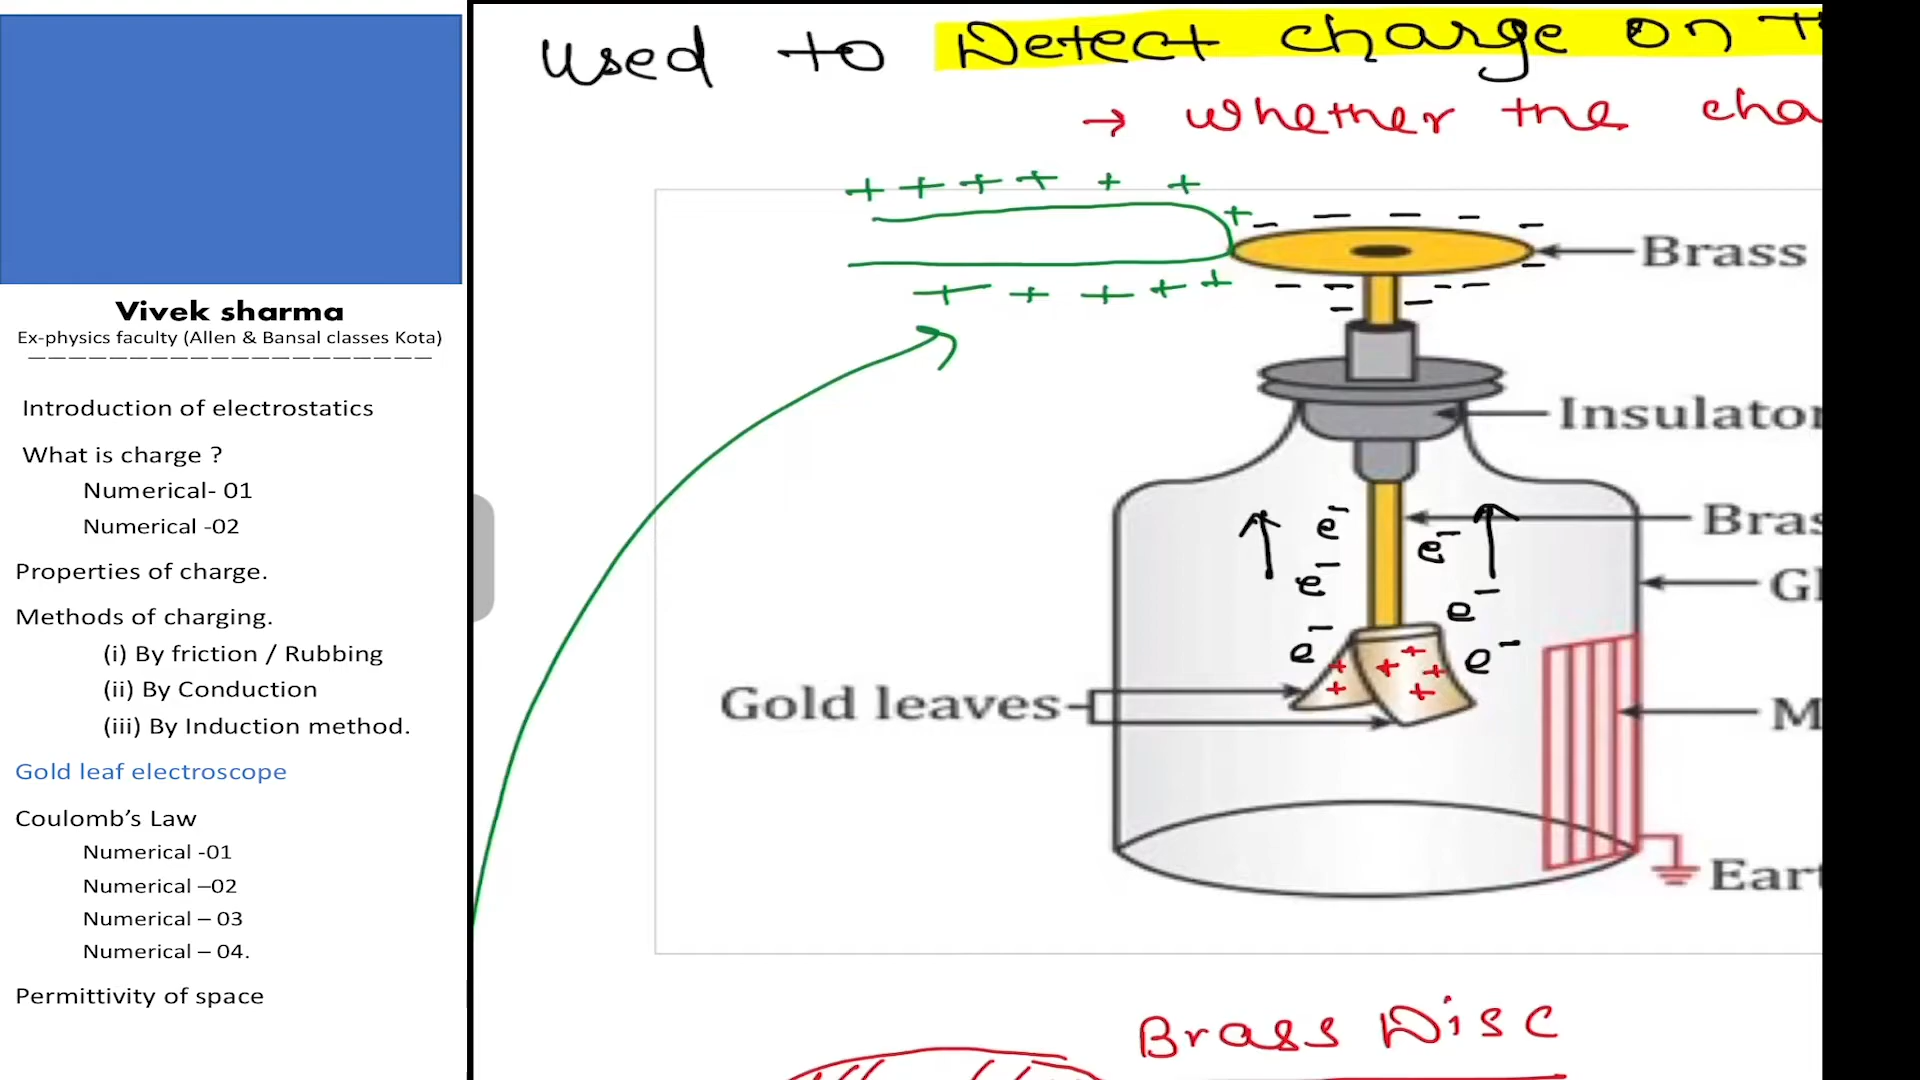 Vivek sharma
Ex-physics faculty (Allen & Bansal classes Kota)
Introduction of electrostatics
What is charge ?
Numerical- 01
Numerical -02
Properties of charge.
Methods of charging.
(i) By friction / Rubbing
(ii) By Conduction
(iii) By Induction method.
Gold leaf electroscope
Coulomb’s Law
Numerical -01
Numerical –02
Numerical – 03
Numerical – 04.
Permittivity of space
Used to Detect charge on
→ whether the
+ + + + + +
+
+ + + + +
Brass
Insulator
e- e-
e- e-
e- e-
+ + + +
+ +
Gold leaves
Brass Disc